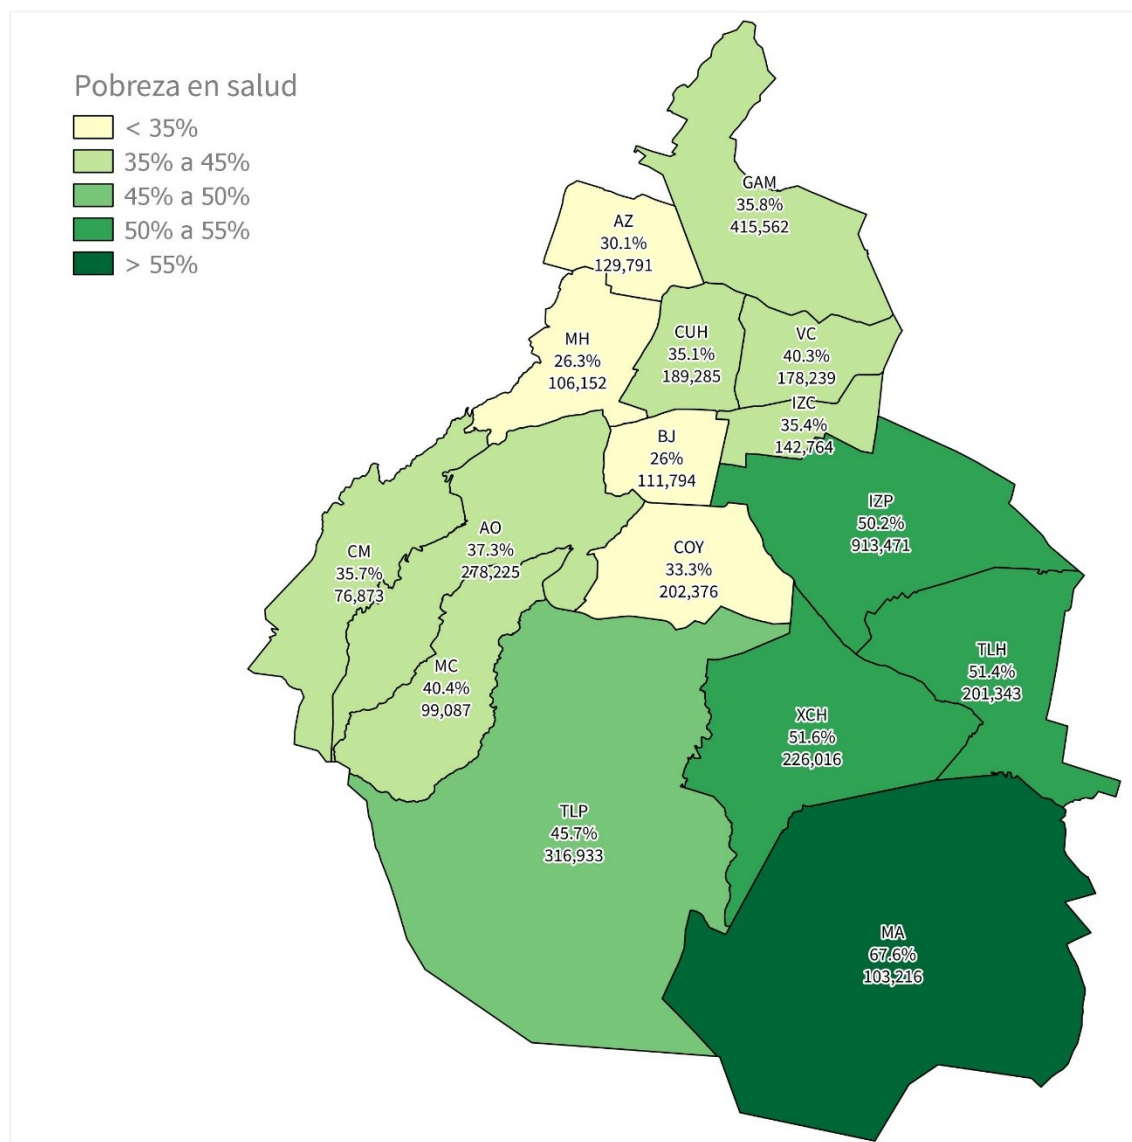 Pobreza en salud
< 35%
35% a 45%
45% a 50%
50% a 55%
> 55%
GAM
35.8%
415,562
AZ
30.1%
129,791
MH
26.3%
106,152
CUH
35.1%
189,285
VC
40.3%
178,239
IZC
35.4%
142,764
BJ
26%
111,794
IZP
50.2%
913,471
CM
35.7%
76,873
AO
37.3%
278,225
COY
33.3%
202,376
MC
40.4%
99,087
TLH
51.4%
201,343
XCH
51.6%
226,016
TLP
45.7%
316,933
MA
67.6%
103,216